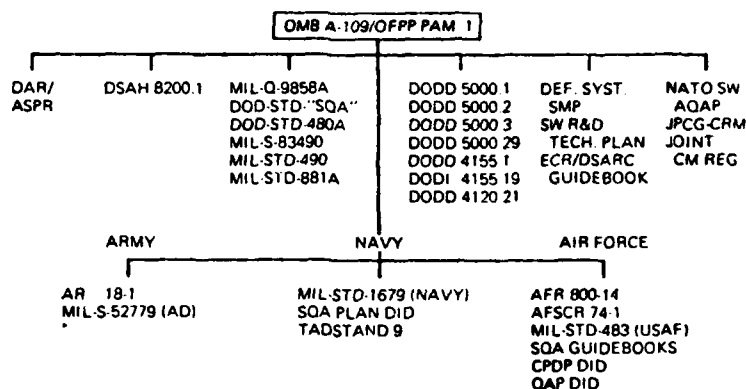 OMB A-109/OFPP PAM 1
DAR/
ASPR
DSAH 8200.1
MIL-Q-9858A
DOD-STD-"SQA"
DOD-STD-480A
MIL-S-83490
MIL-STD-490
MIL-STD-881A
DODD 5000.1
DODD 5000.2
DODD 5000 3
DODD 5000 29
DODD 4155 1
DODI 4155 19
DODD 4120 21
DEF. SYST.
SMP
SW R&D
TECH. PLAN
ECR/DSARC
GUIDEBOOK
NATO SW
AQAP
JPCG-CRM
JOINT
CM REG
ARMY
NAVY
AIR FORCE
AR 18-1
MIL-S-52779 (AD)
MIL-STD-1679 (NAVY)
SQA PLAN DID
TADSTAND 9
AFR 800-14
AFSCR 74-1
MIL-STD-483 (USAF)
SQA GUIDEBOOKS
CPDP DID
QAP DID